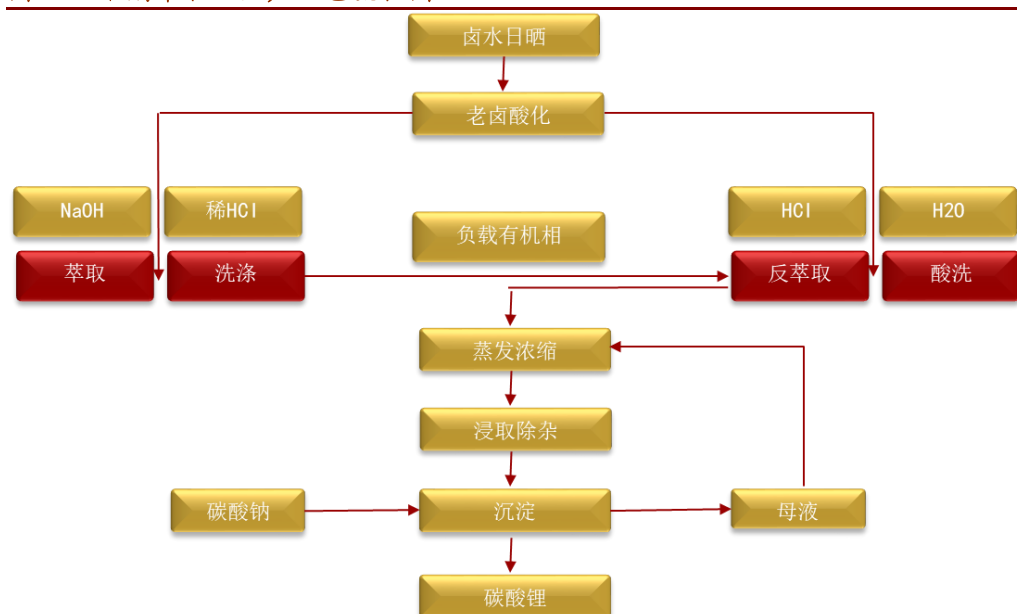 卤水日晒
老卤酸化
NaOH
稀HCl
HCl
H2O
负载有机相
萃取
洗涤
反萃取
酸洗
蒸发浓缩
浸取除杂
碳酸钠
沉淀
母液
碳酸锂